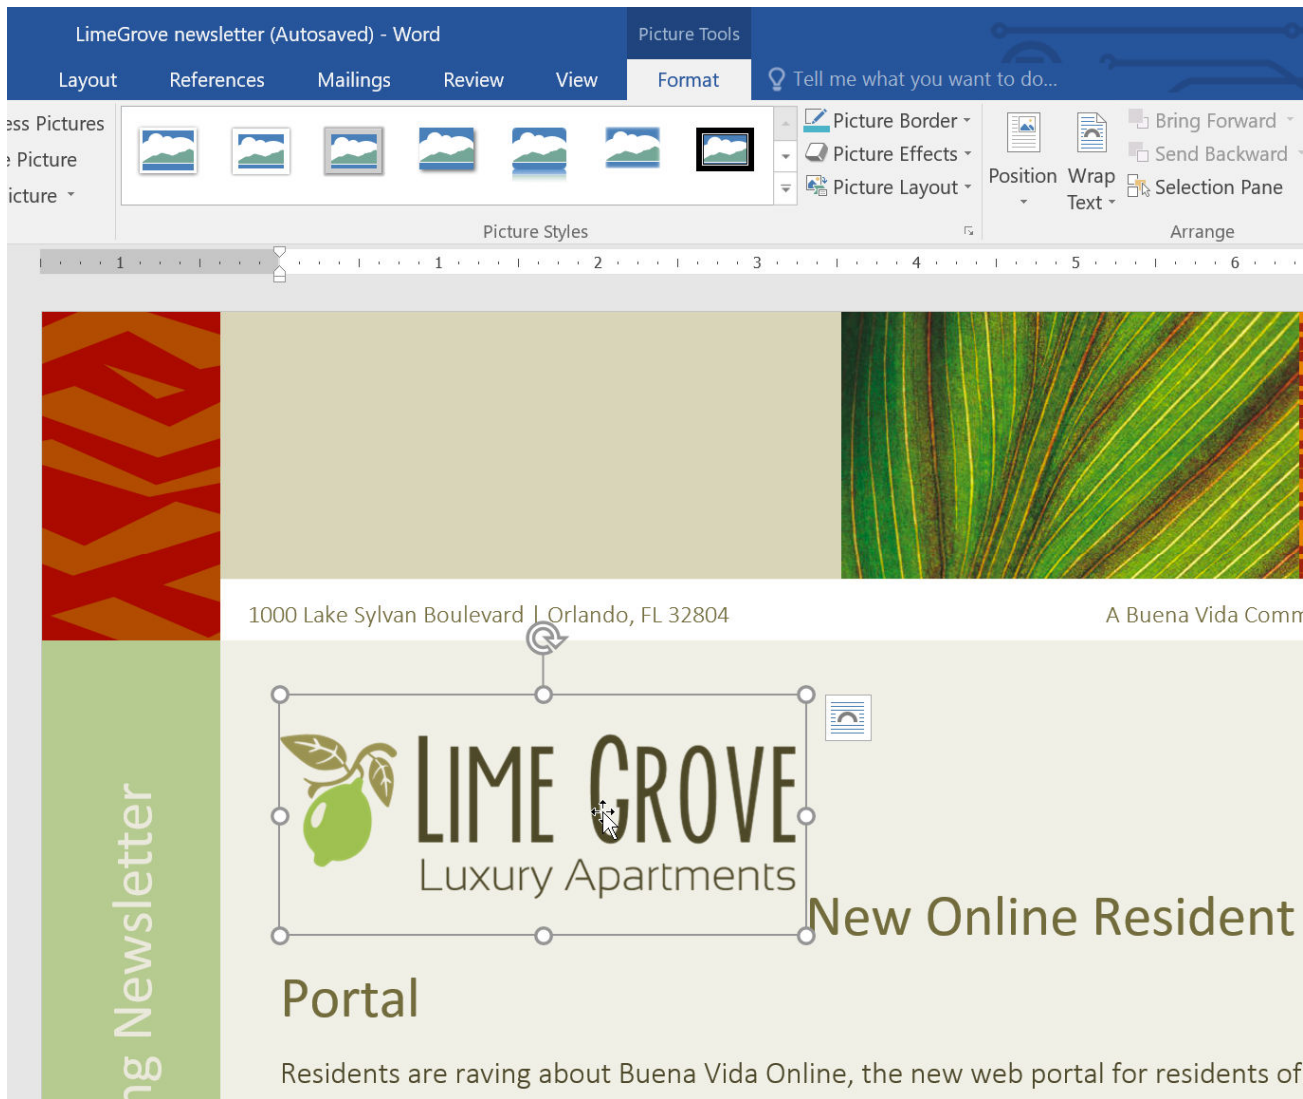 LimeGrove newsletter (Autosaved) - Word
Picture Tools
Layout References Mailings Review View Format Tell me what you want to do...
ess Pictures
e Picture
icture
Picture Border
Picture Effects
Picture Layout
Position
Wrap
Text
Bring Forward
Send Backward
Selection Pane
Picture Styles
Arrange
1 1 2 3 4 5 6
1000 Lake Sylvan Boulevard | Orlando, FL 32804
A Buena Vida Comm
LIME GROVE
Luxury Apartments
New Online Resident
Portal
Residents are raving about Buena Vida Online, the new web portal for residents of
ng Newsletter